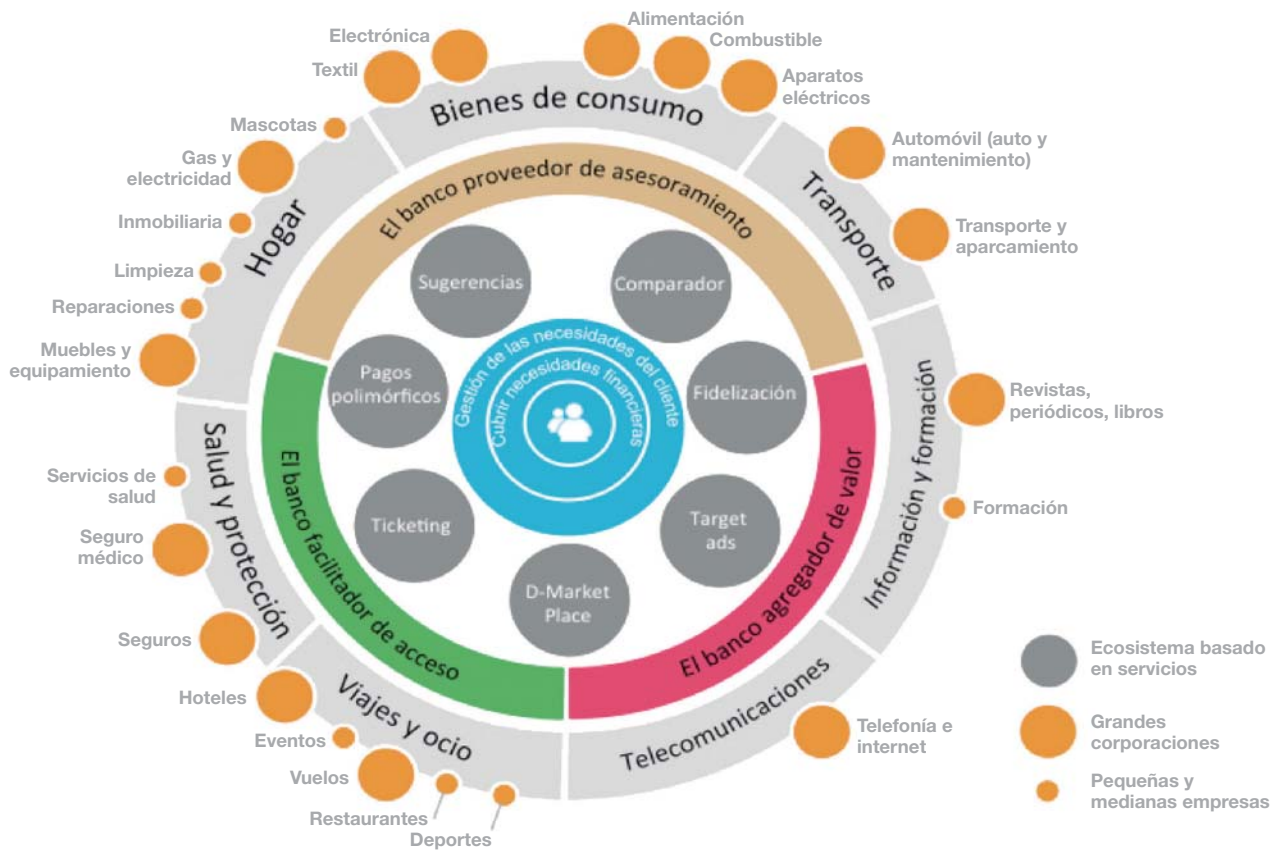 Electrónica
Textil
Alimentación
Combustible
Aparatos
eléctricos
Mascotas
Gas y
electricidad
Inmobiliaria
Limpieza
Reparaciones
Muebles y
equipamiento
Automóvil (auto y
mantenimiento)
Transporte y
aparcamiento
Revistas,
periódicos, libros
Formación
Servicios de
salud
Seguro
médico
Seguros
Hoteles
Eventos
Vuelos
Restaurantes
Deportes
Telefonía e
internet
Bienes de consumo
Transporte
Información y formación
Telecomunicaciones
Viajes y ocio
Salud y protección
Hogar
El banco proveedor de asesoramiento
El banco agregador de valor
El banco facilitador de acceso
Sugerencias
Comparador
Pagos
polimórficos
Fidelización
Ticketing
Target
ads
D-Market
Place
Gestión de las necesidades del cliente
Cubrir necesidades financieras
Ecosistema basado
en servicios
Grandes
corporaciones
Pequeñas y
medianas empresas